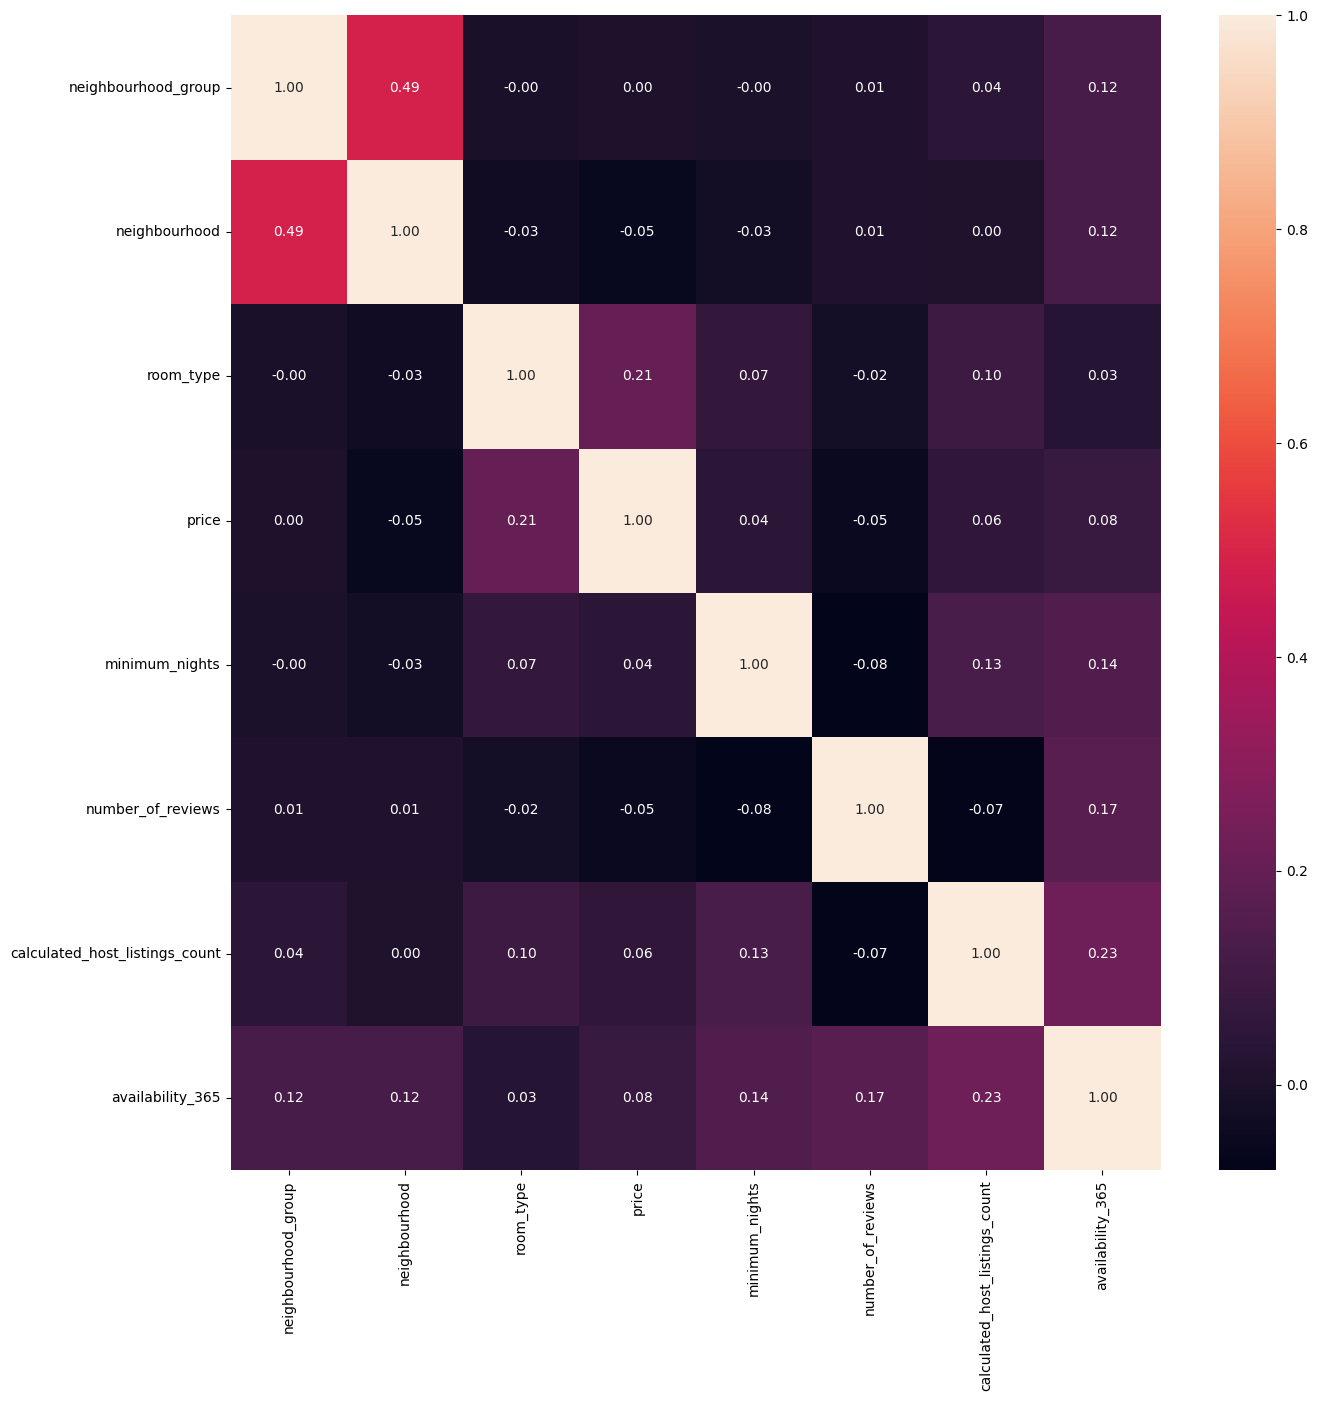 neighbourhood_group 1.00 0.49 -0.00 0.00 -0.00 0.01 0.04 0.12
neighbourhood 0.49 1.00 -0.03 -0.05 -0.03 0.01 0.00 0.12
room_type -0.00 -0.03 1.00 0.21 0.07 -0.02 0.10 0.03
price 0.00 -0.05 0.21 1.00 0.04 -0.05 0.06 0.08
minimum_nights -0.00 -0.03 0.07 0.04 1.00 -0.08 0.13 0.14
number_of_reviews 0.01 0.01 -0.02 -0.05 -0.08 1.00 -0.07 0.17
calculated_host_listings_count 0.04 0.00 0.10 0.06 0.13 -0.07 1.00 0.23
availability_365 0.12 0.12 0.03 0.08 0.14 0.17 0.23 1.00
neighbourhood_group
neighbourhood
room_type
price
minimum_nights
number_of_reviews
calculated_host_listings_count
availability_365
1.0
0.8
0.6
0.4
0.2
0.0